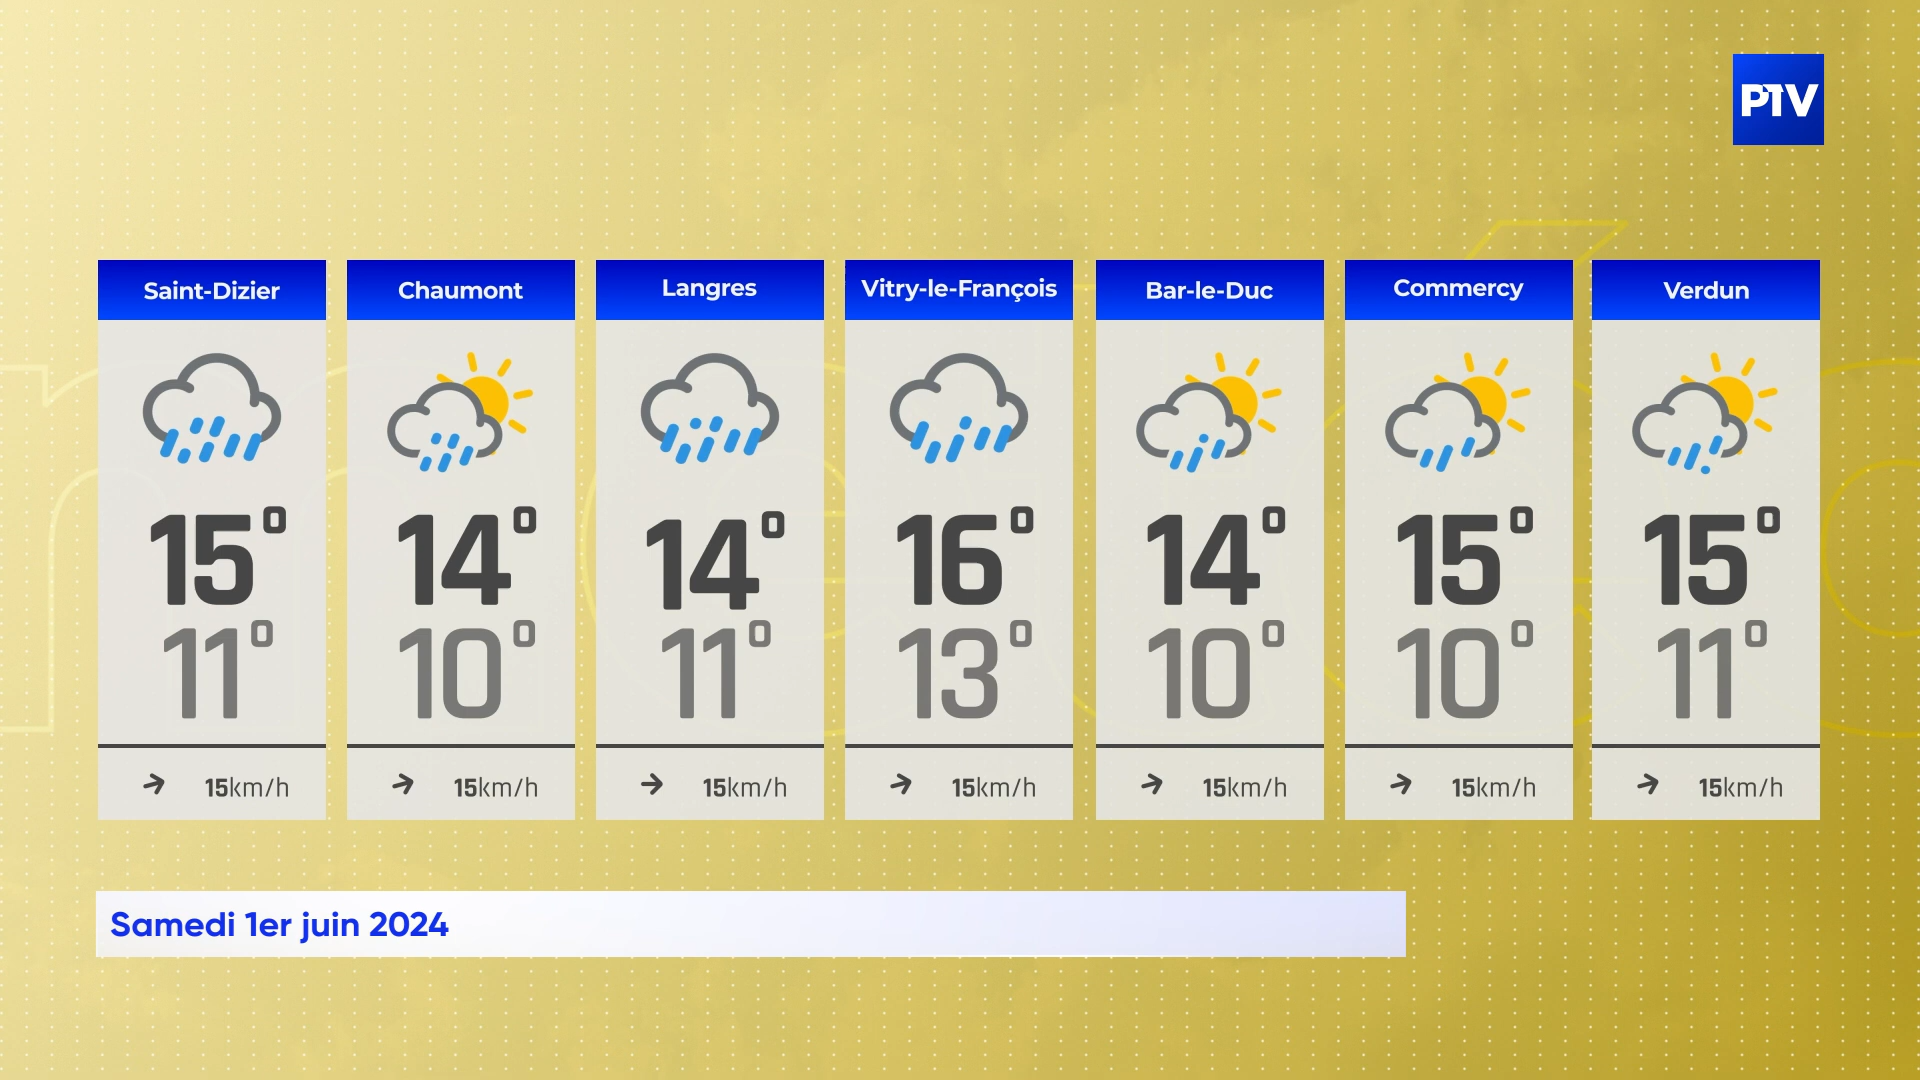 PTV
Saint-Dizier
Chaumont
Langres
Vitry-le-François
Bar-le-Duc
Commercy
Verdun
15°
14°
14°
16°
14°
15°
15°
11°
10°
11°
13°
10°
10°
11°
15km/h
15km/h
15km/h
15km/h
15km/h
15km/h
15km/h
Samedi 1er juin 2024